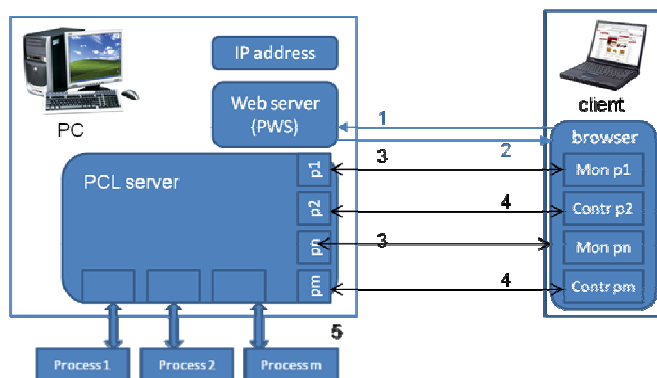 IP address
Web server
(PWS)
PC
PCL server
p1
p2
pn
pm
1
2
3
4
3
4
5
client
browser
Mon p1
Contr p2
Mon pn
Contr pm
Process 1
Process 2
Process m